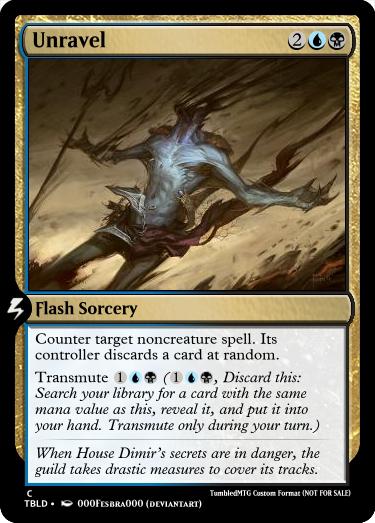 Unravel 2
Flash Sorcery
Counter target noncreature spell. Its
controller discards a card at random.
Transmute 1 (1, Discard this:
Search your library for a card with the same
mana value as this, reveal it, and put it into
your hand. Transmute only during your turn.)
When House Dimir's secrets are in danger, the
guild takes drastic measures to cover its tracks.
C TumbledMTG Custom Format (NOT FOR SALE)
TBLD • 000Fesbra000 (deviantart)